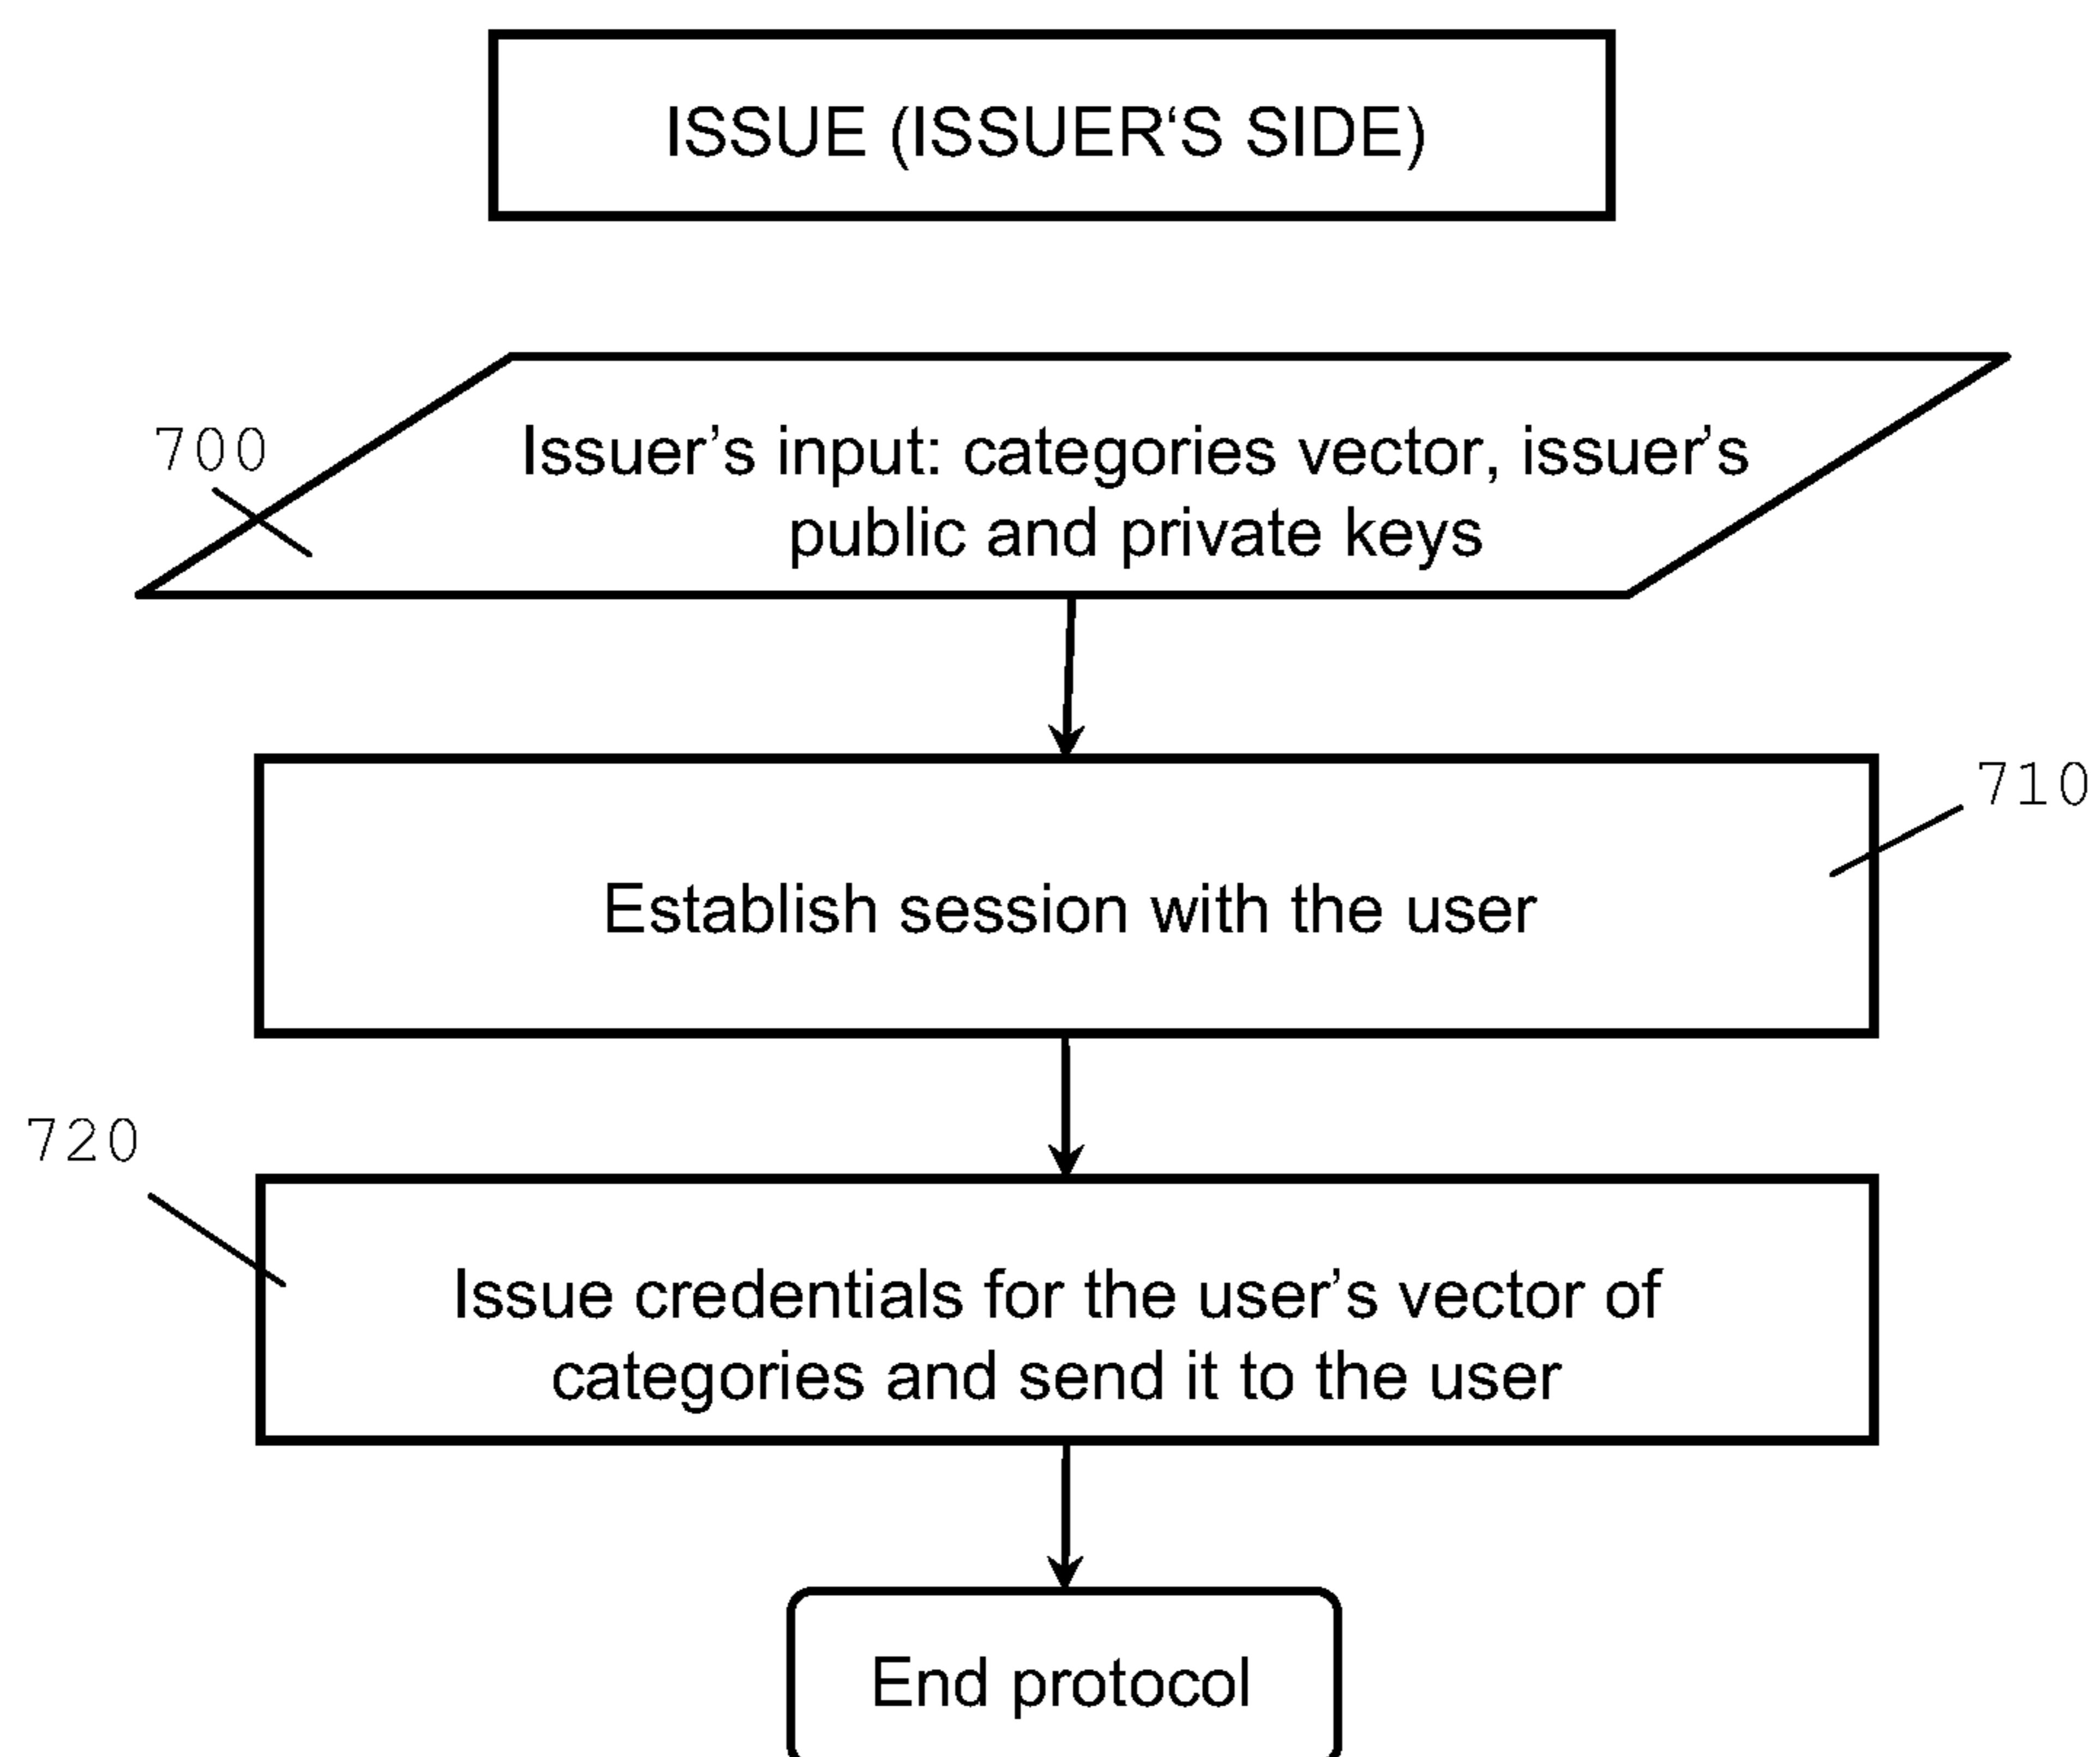 ISSUE (ISSUER‘S SIDE)
700
Issuer’s input: categories vector, issuer’s
public and private keys
710
Establish session with the user
720
Issue credentials for the user’s vector of
categories and send it to the user
End protocol